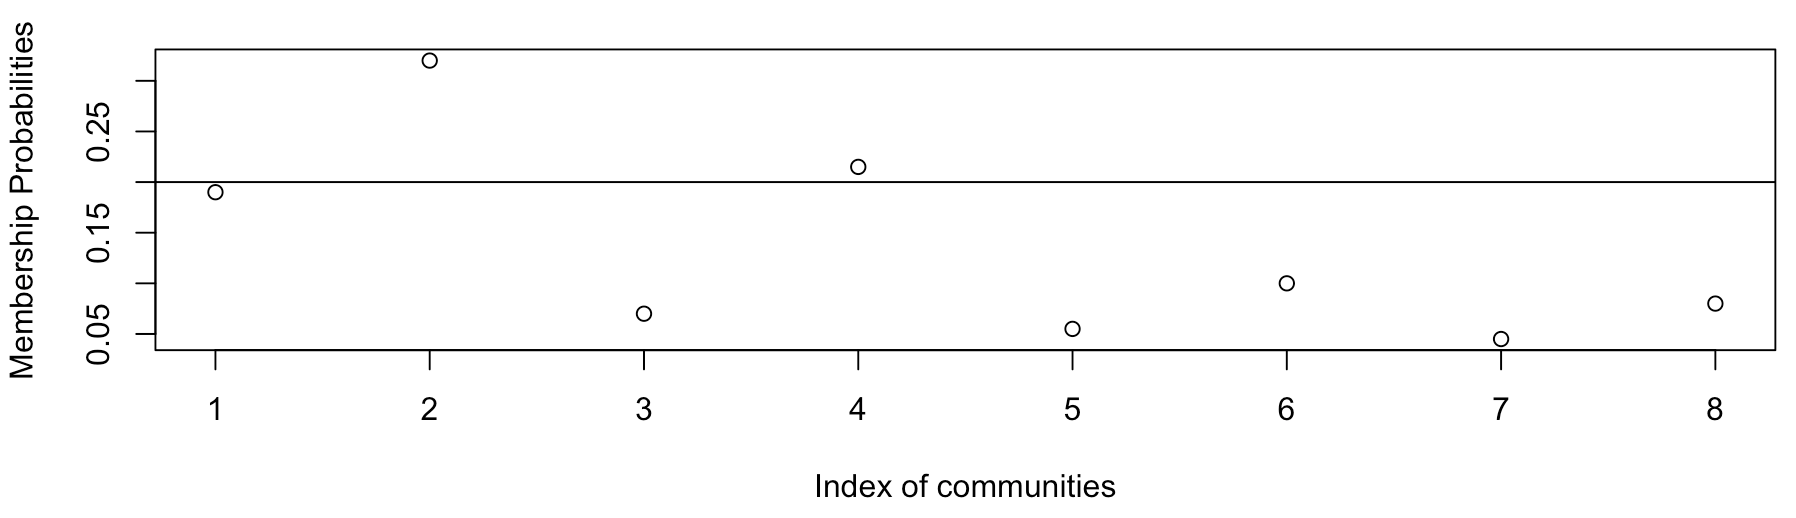 Membership Probabilities
0.25
0.15
0.05
1 2 3 4 5 6 7 8
Index of communities